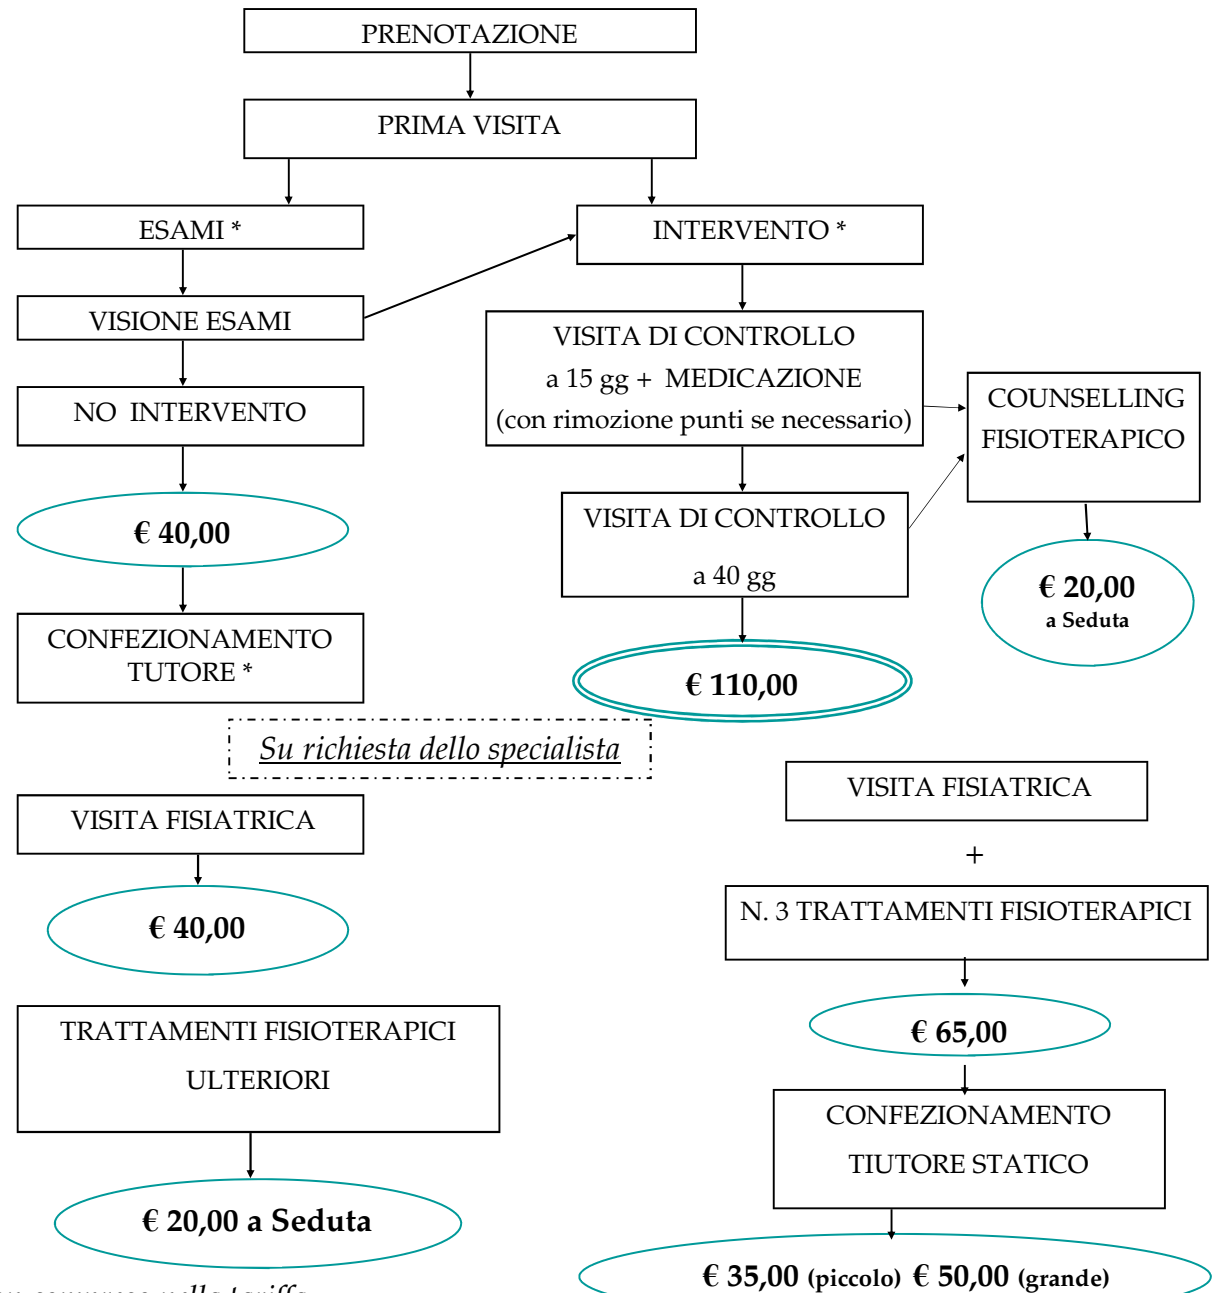 PRENOTAZIONE
PRIMA VISITA
ESAMI *
INTERVENTO *
VISIONE ESAMI
VISITA DI CONTROLLO
a 15 gg + MEDICAZIONE
(con rimozione punti se necessario)
NO INTERVENTO
COUNSELLING
FISIOTERAPICO
€ 40,00
VISITA DI CONTROLLO
a 40 gg
€ 20,00
a Seduta
CONFEZIONAMENTO
TUTORE *
€ 110,00
Su richiesta dello specialista
VISITA FISIATRICA
€ 40,00
VISITA FISIATRICA
+
N. 3 TRATTAMENTI FISIOTERAPICI
€ 65,00
TRATTAMENTI FISIOTERAPICI
ULTERIORI
€ 20,00 a Seduta
CONFEZIONAMENTO
TIUTORE STATICO
€ 35,00 (piccolo) € 50,00 (grande)
nella tariffa